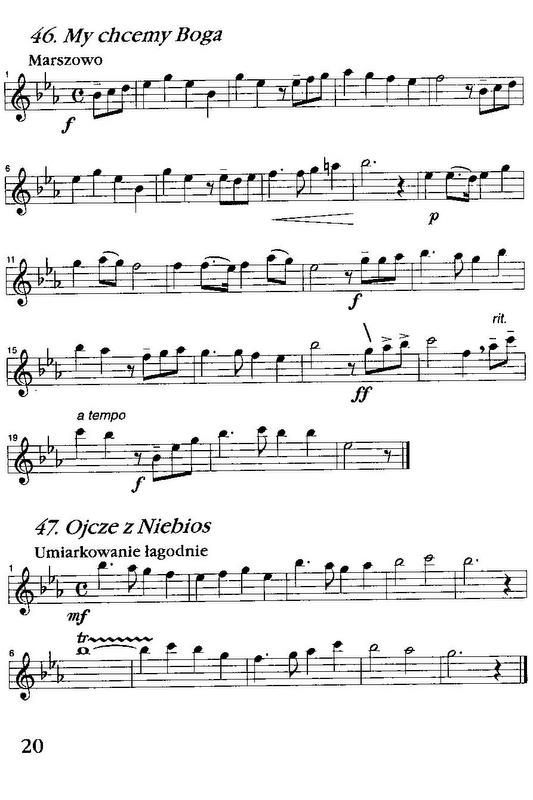 46. My chcemy Boga
Marszowo
1
f
6
p
11
f
rit.
15
ff
a tempo
19
f
47. Ojcze z Niebios
Umiarkowanie łagodnie
1
mf
tr
6
20